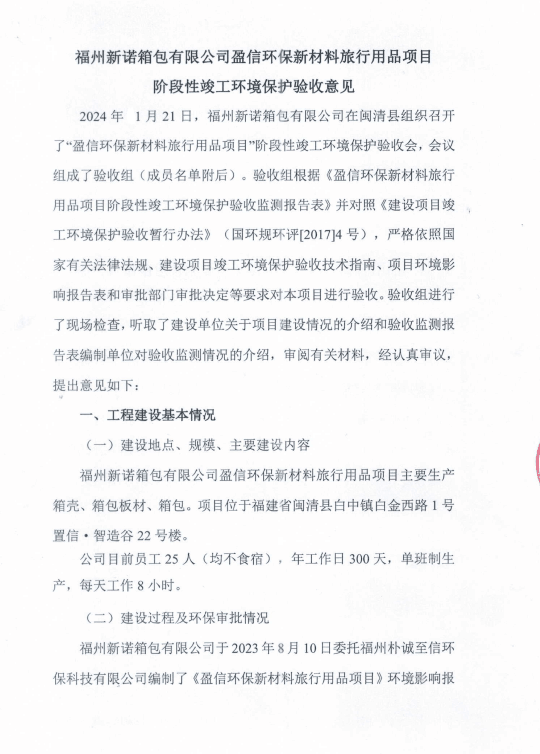 福州新诺箱包有限公司盈信环保新材料旅行用品项目
阶段性竣工环境保护验收意见
2024年 1月21日，福州新诺箱包有限公司在闽清县组织召开
了“盈信环保新材料旅行用品项目”阶段性竣工环境保护验收会，会议
组成了验收组（成员名单附后）。验收组根据《盈信环保新材料旅行
用品项目阶段性竣工环境保护验收监测报告表》并对照《建设项目竣
工环境保护验收暂行办法》（国环规环评[2017]4号），严格依照国
家有关法律法规、建设项目竣工环境保护验收技术指南、项目环境影
响报告表和审批部门审批决定等要求对本项目进行验收。验收组进行
了现场检查，听取了建设单位关于项目建设情况的介绍和验收监测报
告表编制单位对验收监测情况的介绍，审阅有关材料，经认真审议，
提出意见如下：
一、工程建设基本情况
（一）建设地点、规模、主要建设内容
福州新诺箱包有限公司盈信环保新材料旅行用品项目主要生产
箱壳、箱包板材、箱包。项目位于福建省闽清县白中镇白金西路1号
置信·智造谷22号楼。
公司目前员工25人（均不食宿），年工作日300天，单班制生
产，每天工作8小时。
（二）建设过程及环保审批情况
福州新诺箱包有限公司于2023年8月10日委托福州朴诚至信环
保科技有限公司编制了《盈信环保新材料旅行用品项目》环境影响报